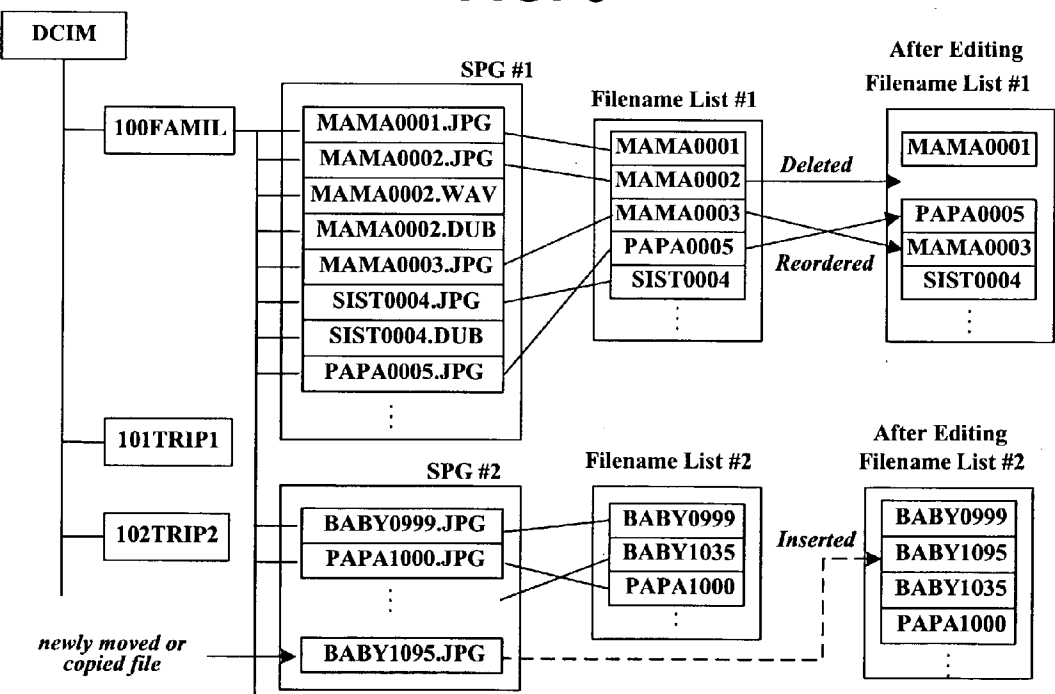 DCIM
100FAMIL
101TRIP1
102TRIP2
newly moved or
copied file
SPG #1
MAMA0001.JPG
MAMA0002.JPG
MAMA0002.WAV
MAMA0002.DUB
MAMA0003.JPG
SIST0004.JPG
SIST0004.DUB
PAPA0005.JPG
Filename List #1
MAMA0001
MAMA0002
MAMA0003
PAPA0005
SIST0004
Deleted
Reordered
After Editing
Filename List #1
MAMA0001
PAPA0005
MAMA0003
SIST0004
SPG #2
BABY0999.JPG
PAPA1000.JPG
BABY1095.JPG
Filename List #2
BABY0999
BABY1035
PAPA1000
Inserted
After Editing
Filename List #2
BABY0999
BABY1095
BABY1035
PAPA1000